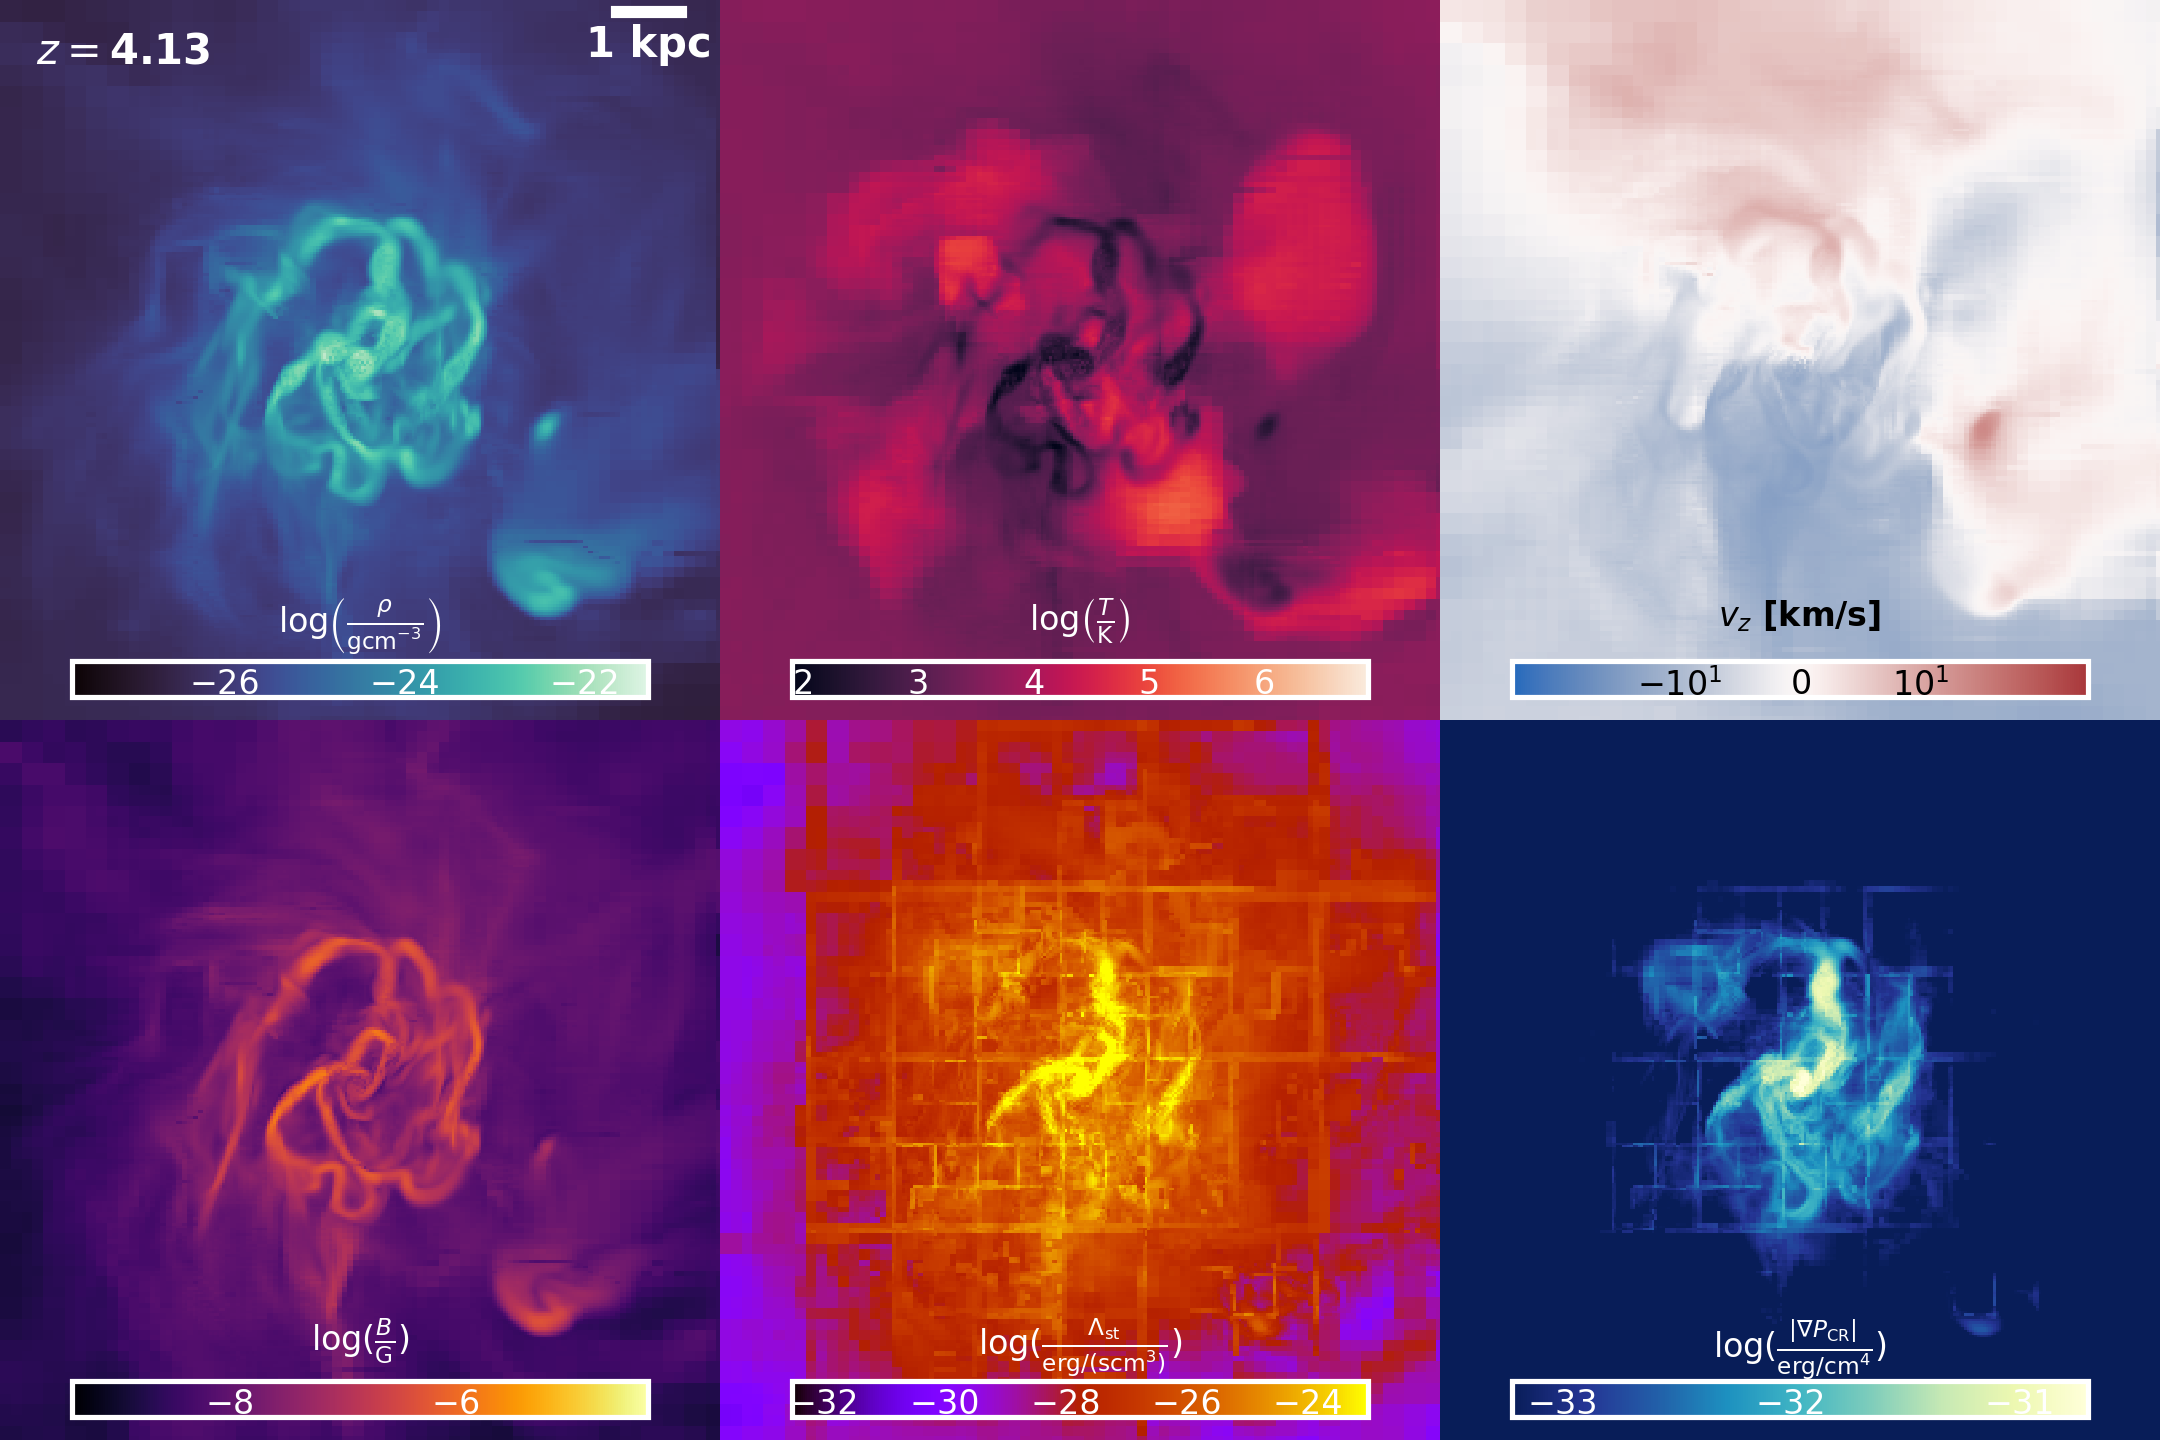 z = 4.13
1 kpc
log(ρ/gcm⁻³)
−26 −24 −22
log(T/K)
2 3 4 5 6
v_z [km/s]
−10¹ 0 10¹
log(B/G)
−8 −6
log(Λ_st/erg/(scm³))
−32 −30 −28 −26 −24
log(|∇P_CR|/erg/cm⁴)
−33 −32 −31